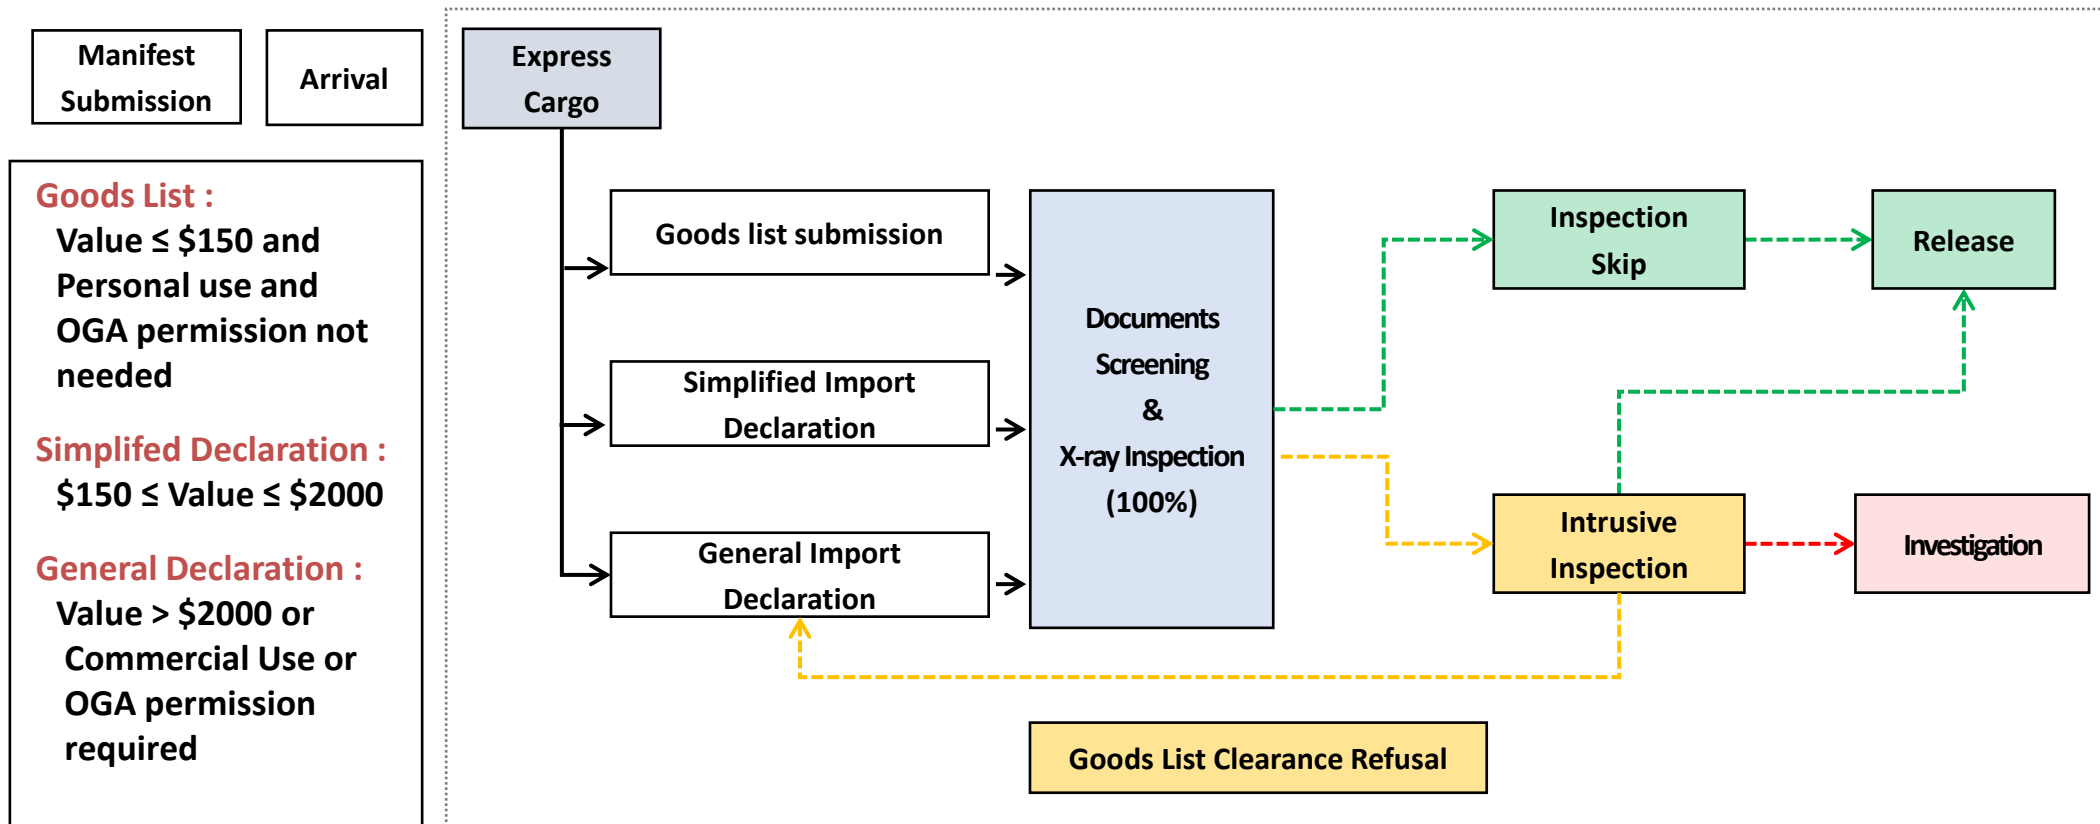 Manifest
Submission
Arrival
Goods List :
Value ≤ $150 and
Personal use and
OGA permission not
needed
Simplifed Declaration :
$150 ≤ Value ≤ $2000
General Declaration :
Value > $2000 or
Commercial Use or
OGA permission
required
Express
Cargo
Goods list submission
Simplified Import
Declaration
General Import
Declaration
Documents
Screening
&
X-ray Inspection
(100%)
Inspection
Skip
Release
Intrusive
Inspection
Investigation
Goods List Clearance Refusal